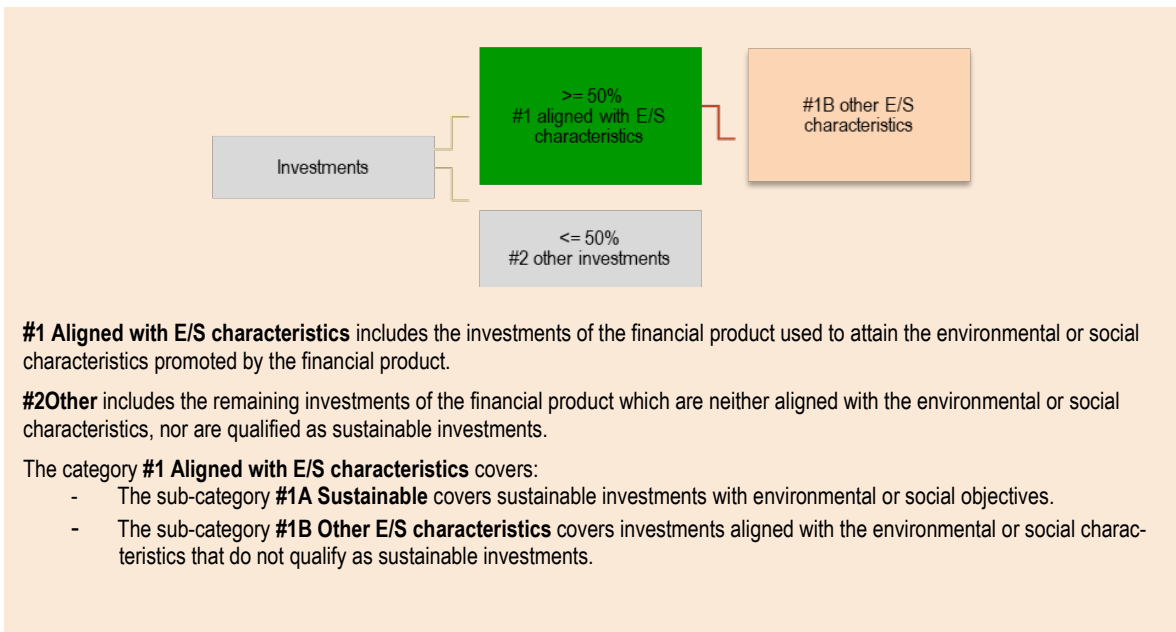 >= 50%
#1 aligned with E/S
characteristics
#1B other E/S
characteristics
Investments
<= 50%
#2 other investments
#1 Aligned with E/S characteristics includes the investments of the financial product used to attain the environmental or social
characteristics promoted by the financial product.
#2Other includes the remaining investments of the financial product which are neither aligned with the environmental or social
characteristics, nor are qualified as sustainable investments.
The category #1 Aligned with E/S characteristics covers:
- The sub-category #1A Sustainable covers sustainable investments with environmental or social objectives.
- The sub-category #1B Other E/S characteristics covers investments aligned with the environmental or social charac-
teristics that do not qualify as sustainable investments.